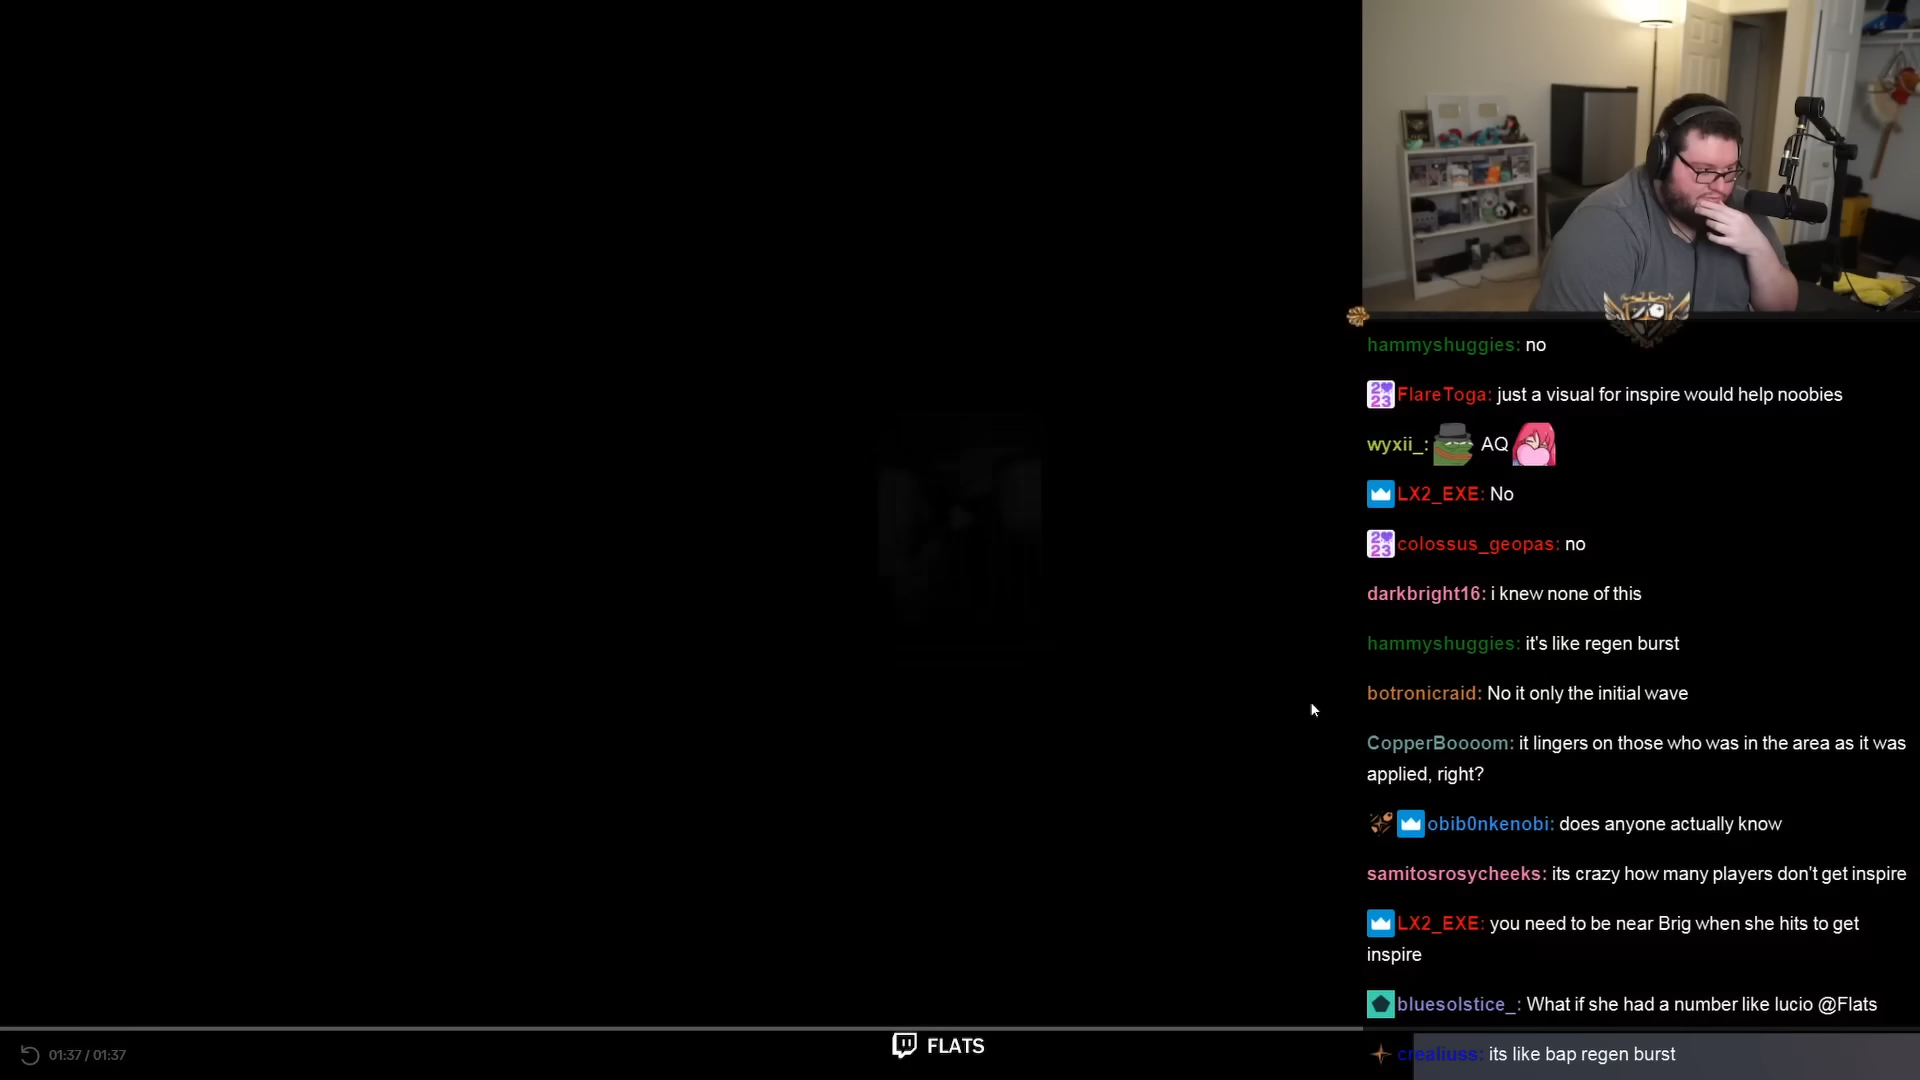 hammyshuggies: no
FlareToga: just a visual for inspire would help noobies
wyxii_: AQ
LX2_EXE: No
colossus_geopas: no
darkbright16: i knew none of this
hammyshuggies: it's like regen burst
botronicraid: No it only the initial wave
CopperBoooom: it lingers on those who was in the area as it was
applied, right?
obib0nkenobi: does anyone actually know
samitosrosycheeks: its crazy how many players don't get inspire
LX2_EXE: you need to be near Brig when she hits to get
inspire
bluesolstice_: What if she had a number like lucio @Flats
crealiuss: its like bap regen burst
01:37 / 01:37
FLATS